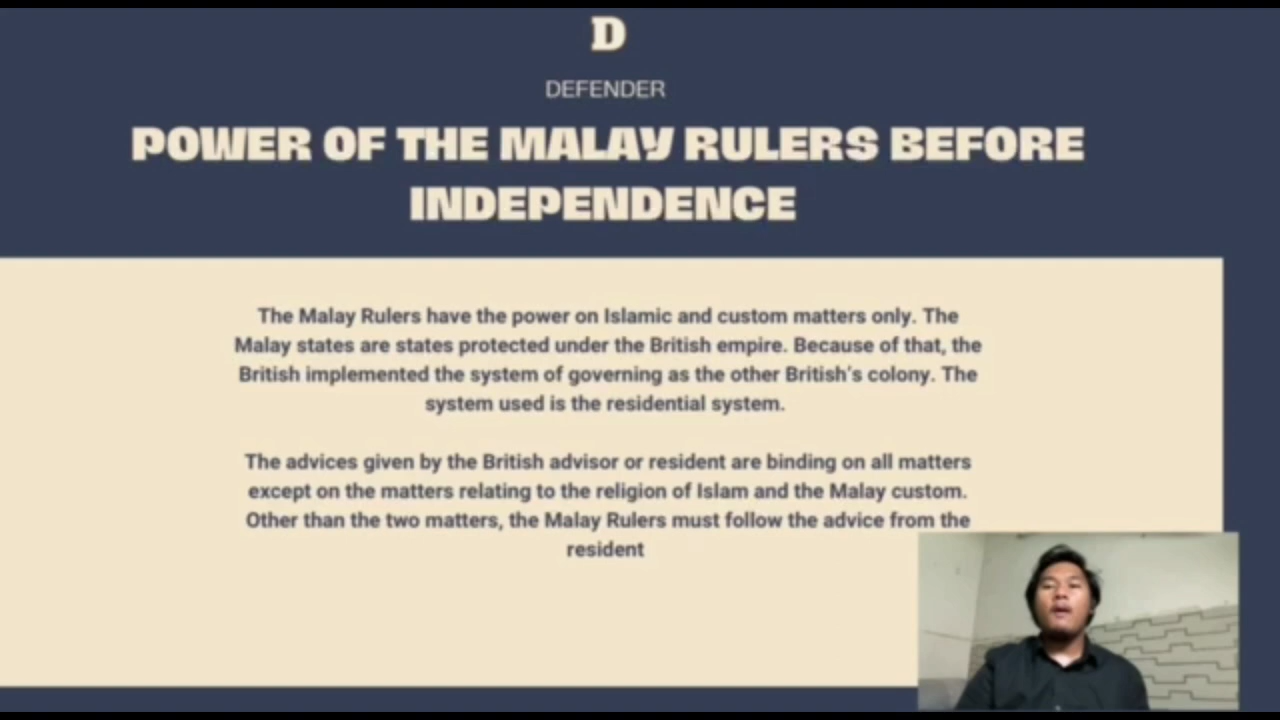 D
DEFENDER
POWER OF THE MALAY RULERS BEFORE
INDEPENDENCE
The Malay Rulers have the power on Islamic and custom matters only. The
Malay states are states protected under the British empire. Because of that, the
British implemented the system of governing as the other British's colony. The
system used is the residential system.
The advices given by the British advisor or resident are binding on all matters
except on the matters relating to the religion of Islam and the Malay custom.
Other than the two matters, the Malay Rulers must follow the advice from the
resident